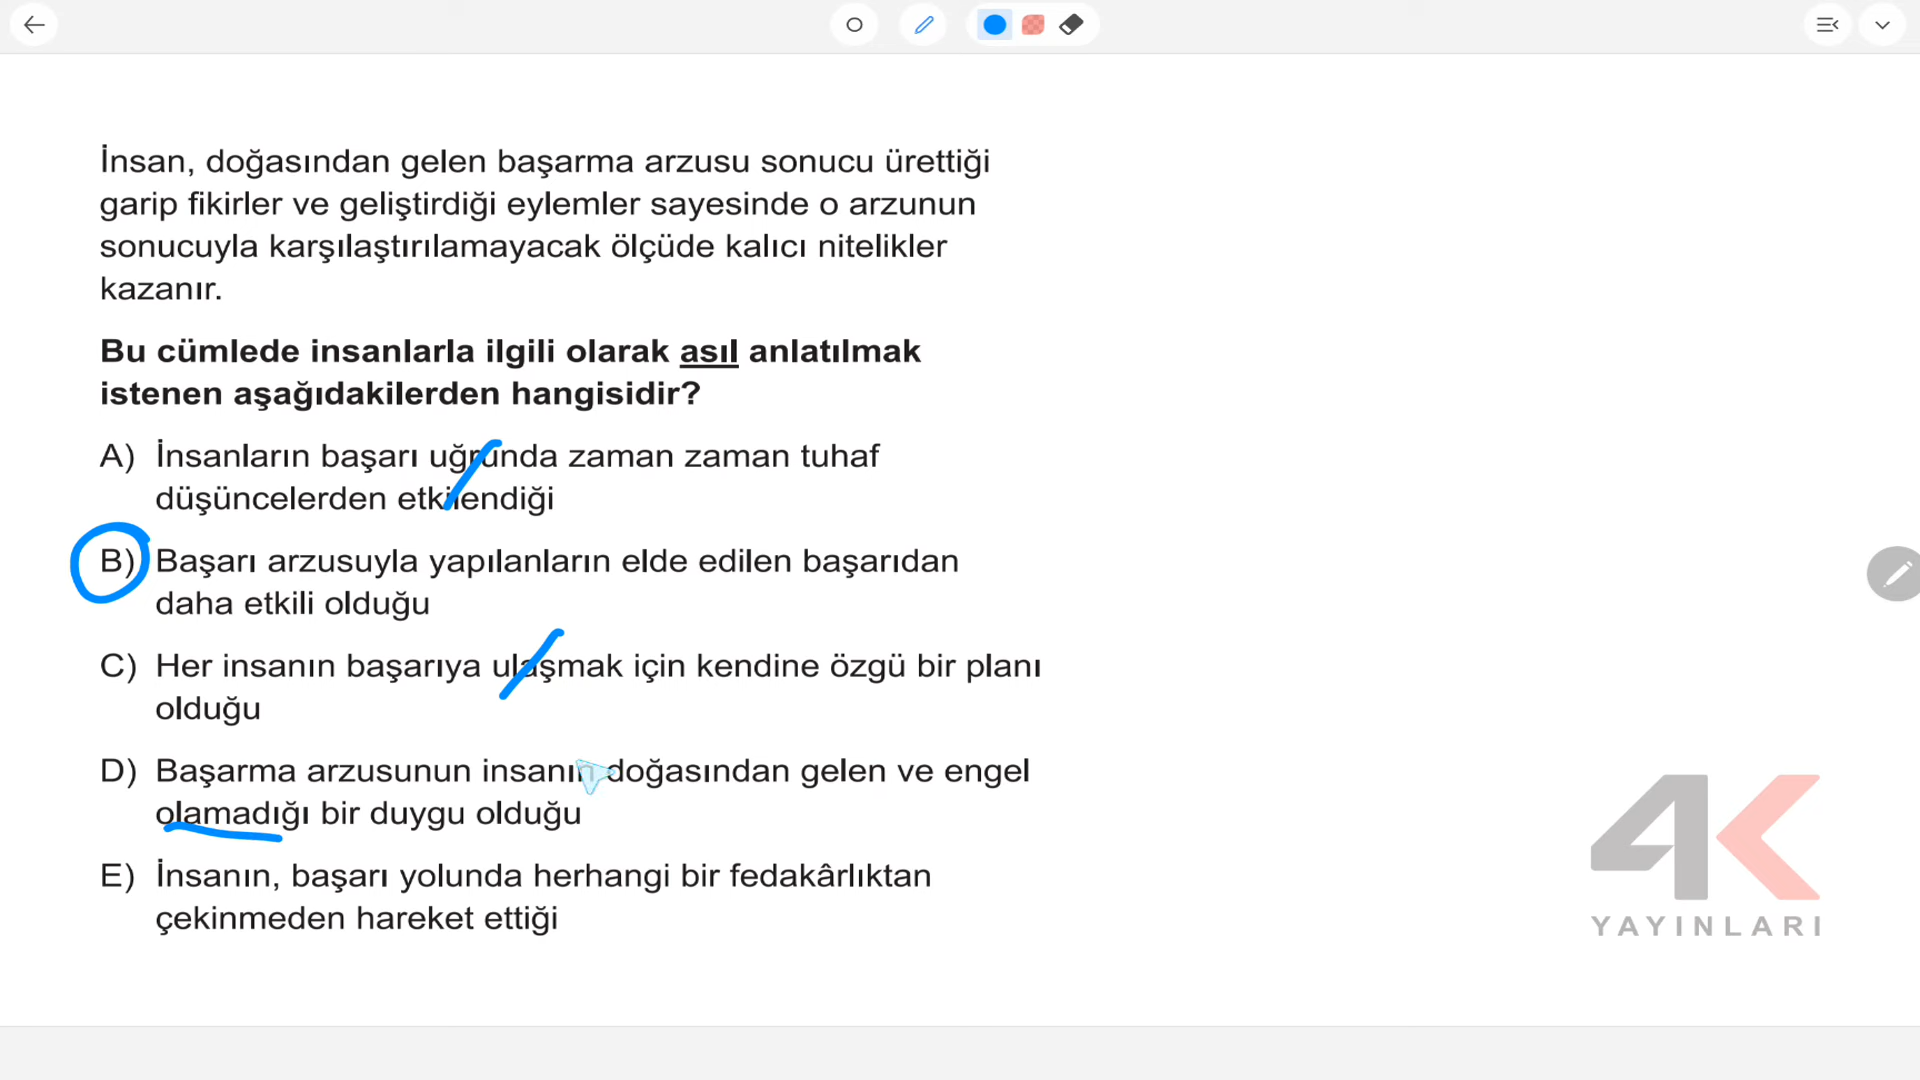 İnsan, doğasından gelen başarma arzusu sonucu ürettiği
garip fikirler ve geliştirdiği eylemler sayesinde o arzunun
sonucuyla karşılaştırılamayacak ölçüde kalıcı nitelikler
kazanır.
Bu cümlede insanlarla ilgili olarak asıl anlatılmak
istenen aşağıdakilerden hangisidir?
A) İnsanların başarı uğrunda zaman zaman tuhaf
düşüncelerden etkilendiği
B) Başarı arzusuyla yapılanların elde edilen başarıdan
daha etkili olduğu
C) Her insanın başarıya ulaşmak için kendine özgü bir planı
olduğu
D) Başarma arzusunun insanın doğasından gelen ve engel
olamadığı bir duygu olduğu
E) İnsanın, başarı yolunda herhangi bir fedakârlıktan
çekinmeden hareket ettiği
4K
YAYINLARI